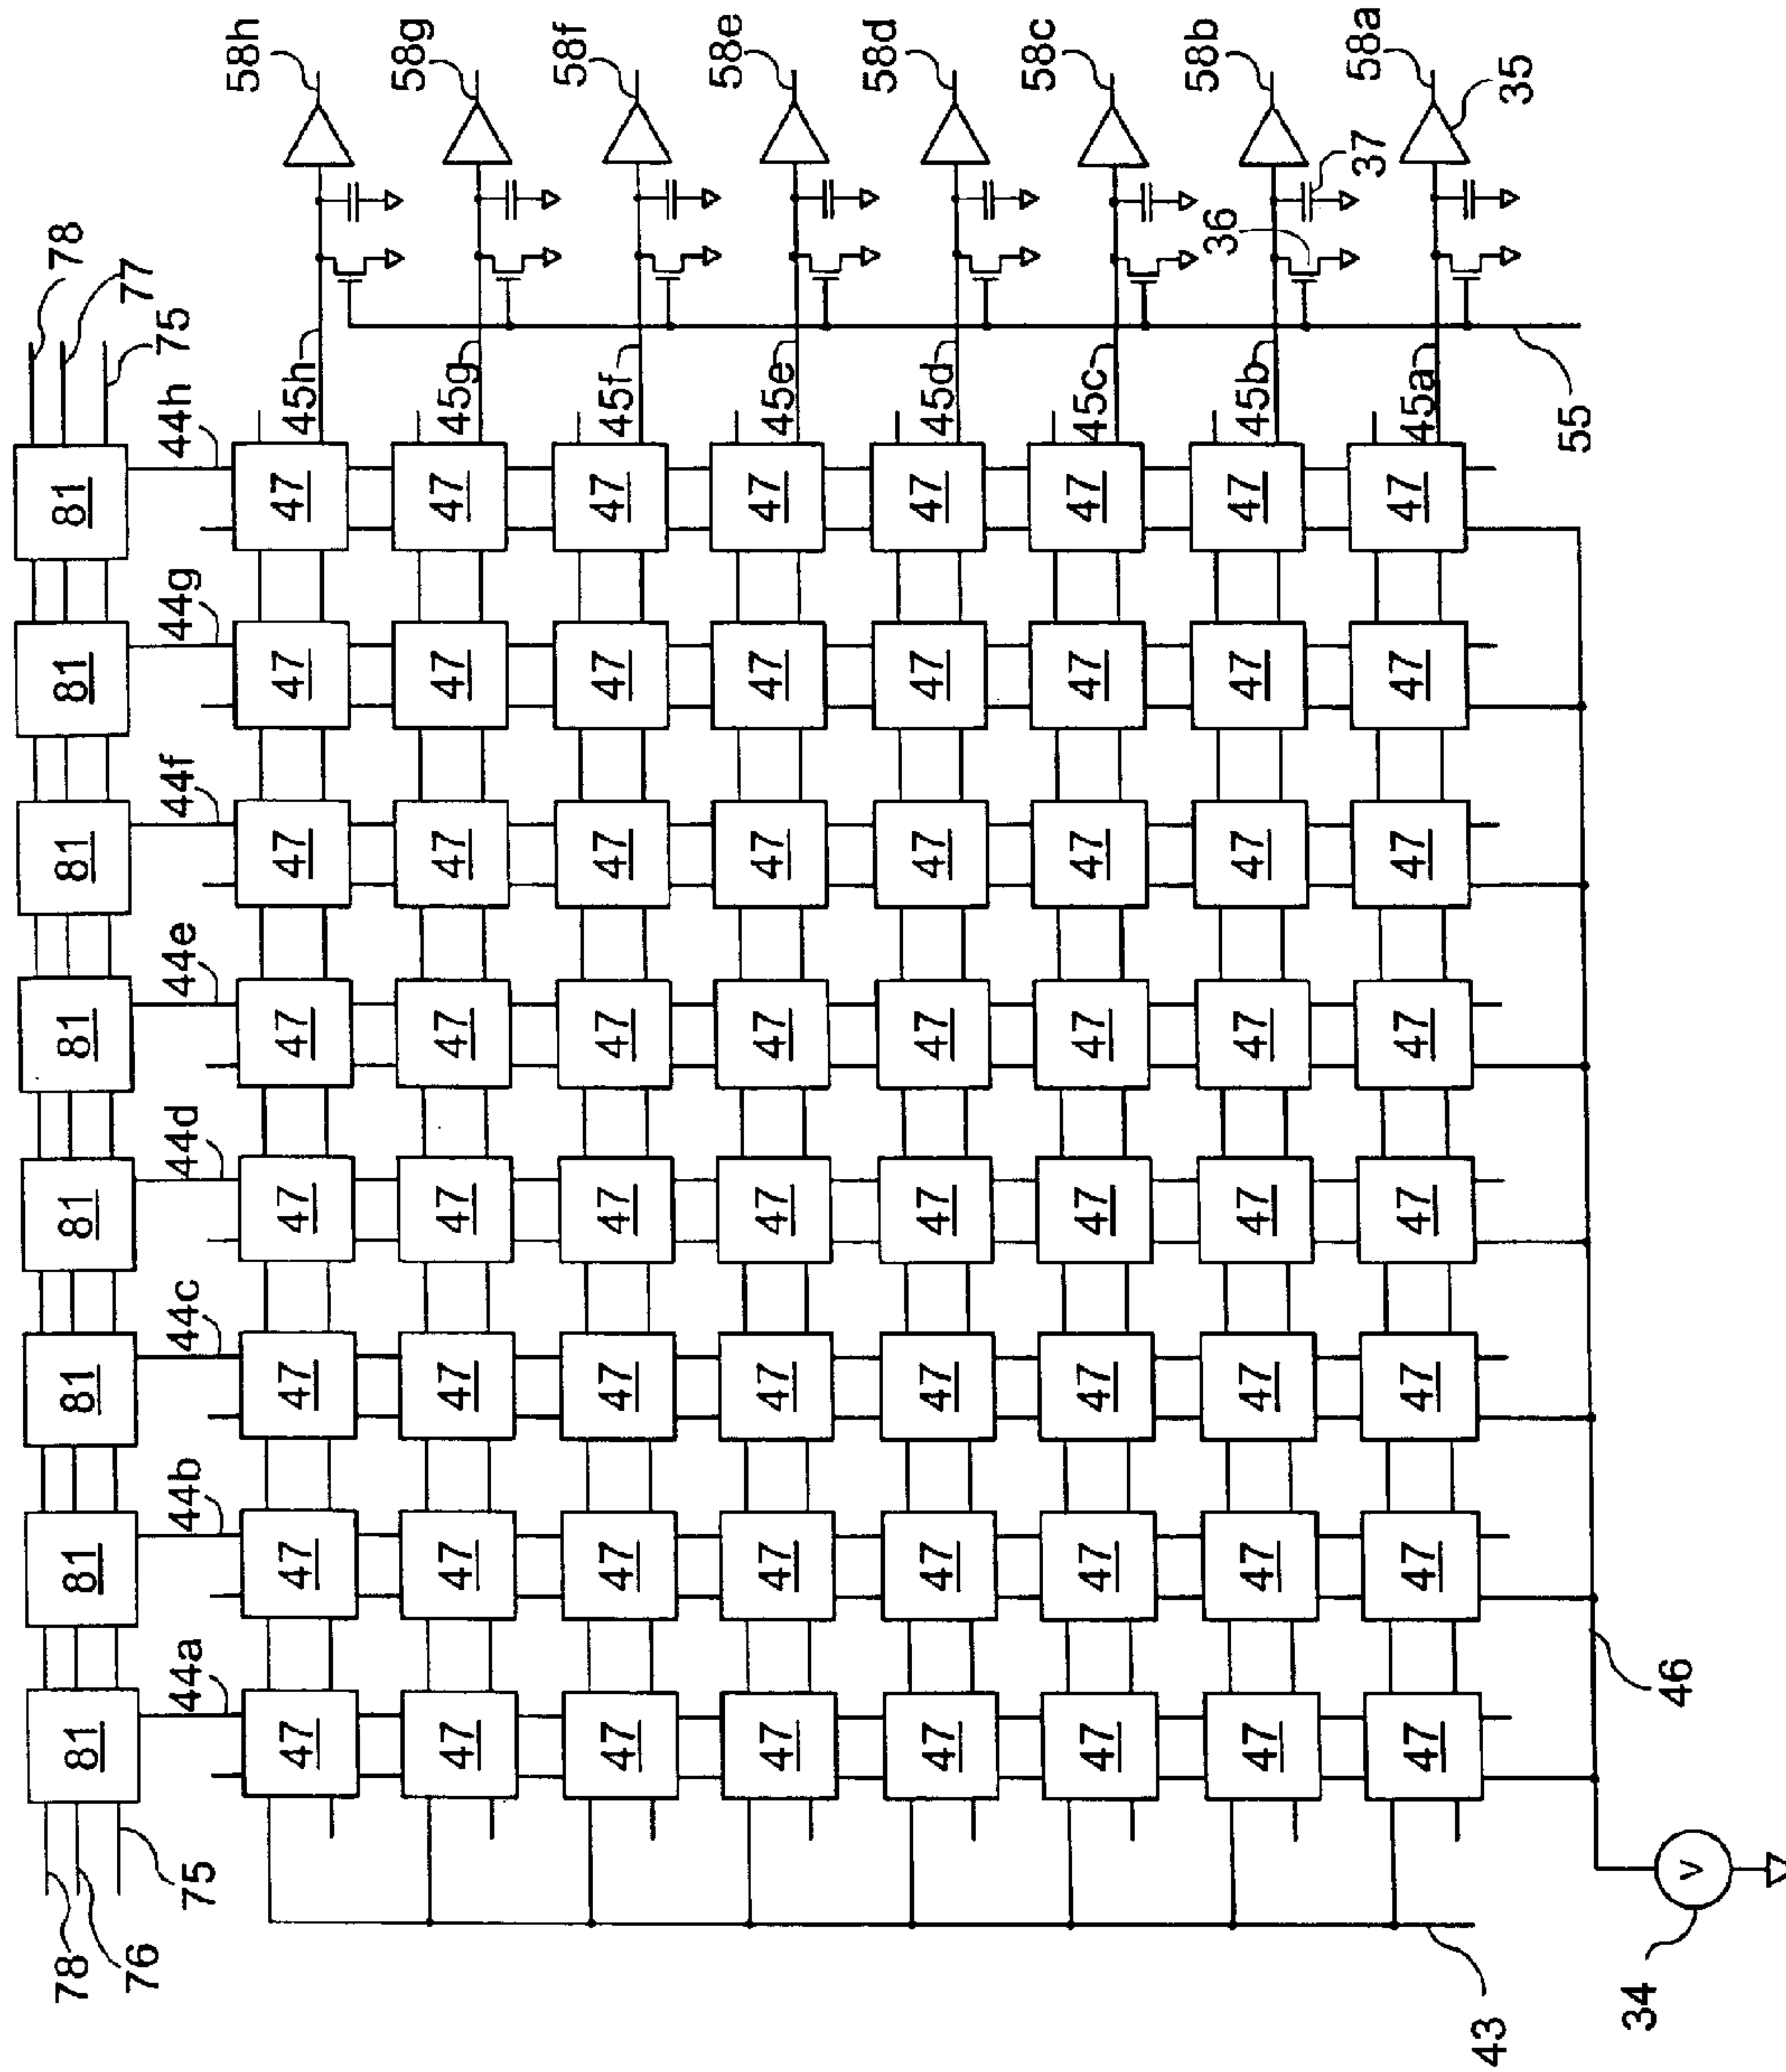 78 81 81 81 81 81 81 81 81 78
76 77
75 44a 44b 44c 44d 44e 44f 44g 44h 75
47 47 47 47 47 47 47 47 45h 58h
47 47 47 47 47 47 47 47 45g 58g
47 47 47 47 47 47 47 47 45f 58f
47 47 47 47 47 47 47 47 45e 58e
47 47 47 47 47 47 47 47 45d 58d
47 47 47 47 47 47 47 47 45c 58c
36
47 47 47 47 47 47 47 47 45b 58b
37
47 47 47 47 47 47 47 47 45a 58a
43 35
55
34 46
V